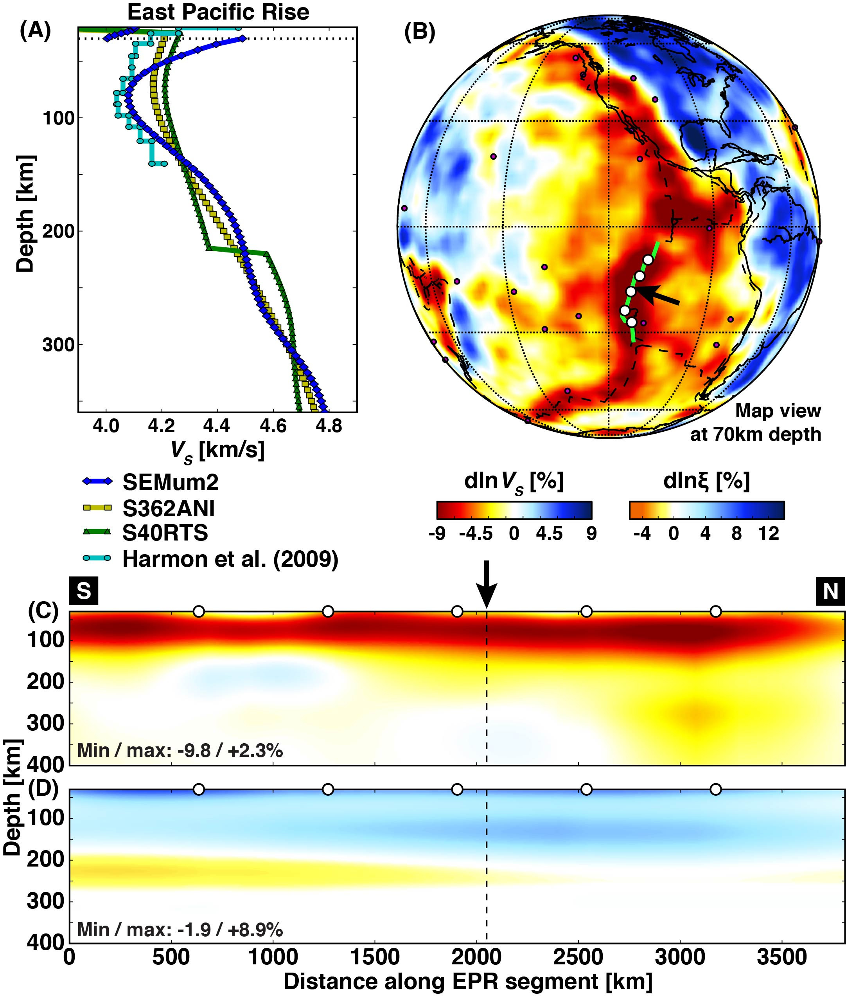 East Pacific Rise
(A)
(B)
100
200
300
Depth [km]
4.0 4.2 4.4 4.6 4.8
VS [km/s]
Map view
at 70km depth
SEMum2
S362ANI
S40RTS
Harmon et al. (2009)
dlnVS [%]
-9 -4.5 0 4.5 9
dlnξ [%]
-4 0 4 8 12
S
N
(C)
100
200
300
400
Min / max: -9.8 / +2.3%
Depth [km]
(D)
100
200
300
400
Min / max: -1.9 / +8.9%
0 500 1000 1500 2000 2500 3000 3500
Distance along EPR segment [km]